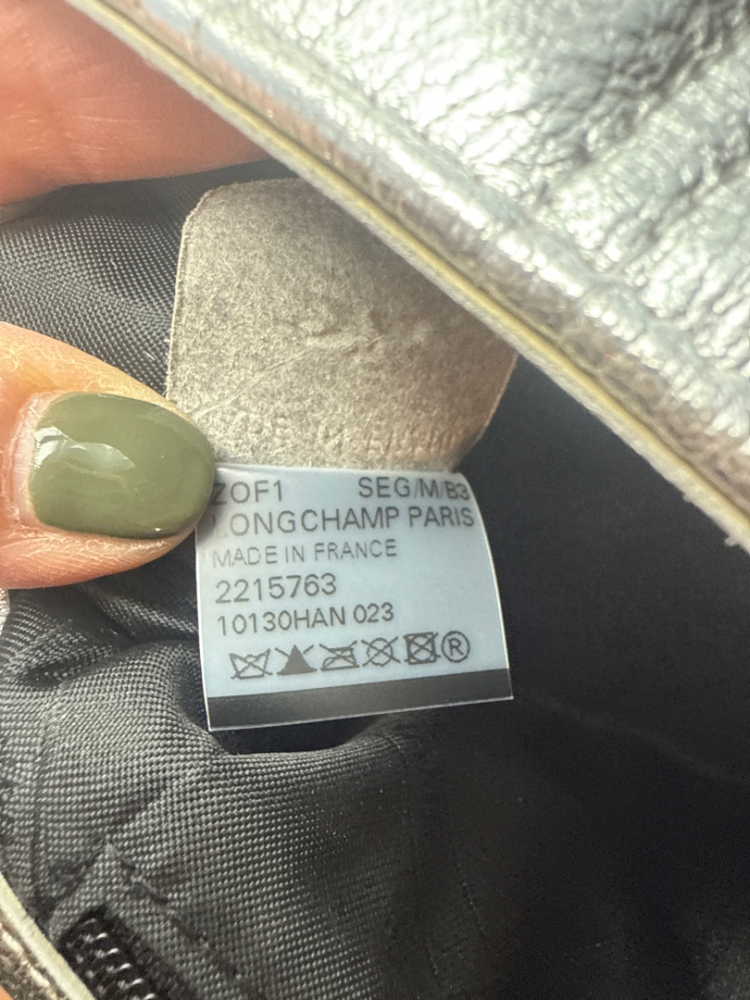 ZOF1 SEG/M/B3
LONGCHAMP PARIS
MADE IN FRANCE
2215763
10130HAN 023
®